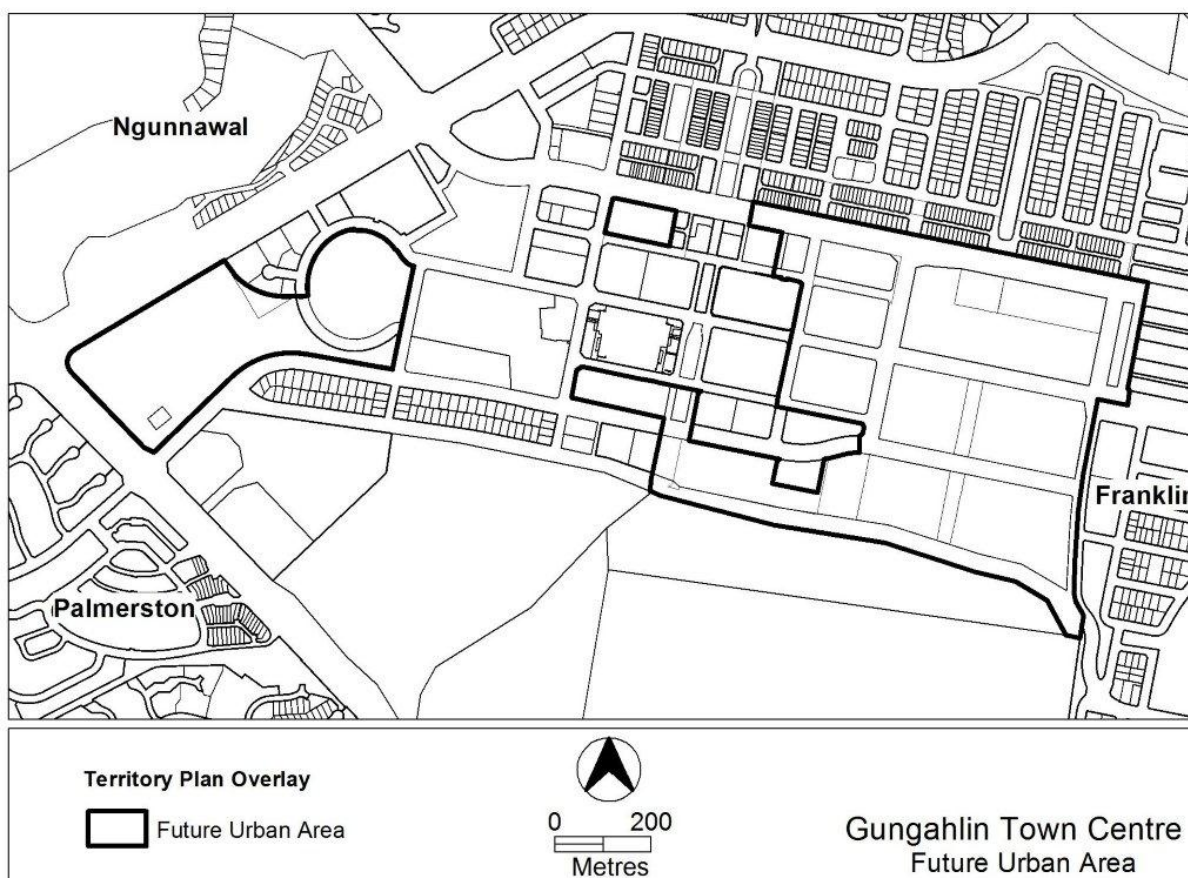 Ngunnawal
Franklin
Palmerston
Territory Plan Overlay
Future Urban Area
0 200
Metres
Gungahlin Town Centre
Future Urban Area